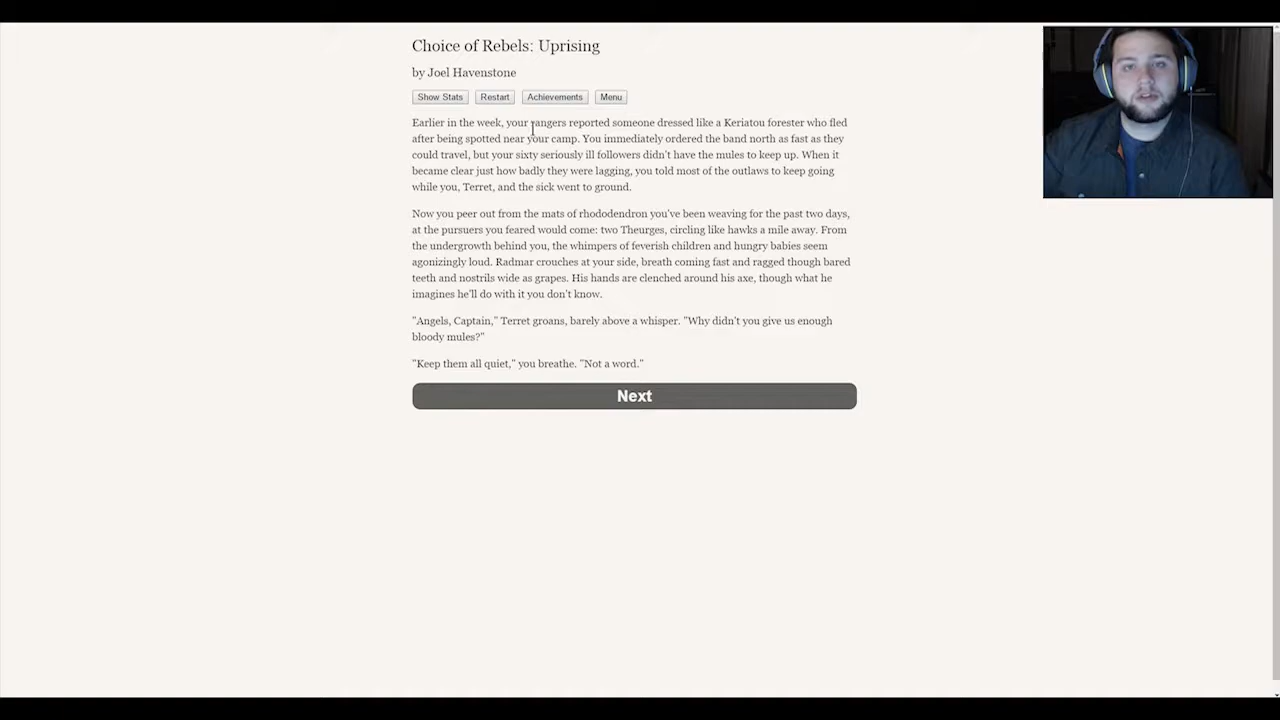 Choice of Rebels: Uprising
by Joel Havenstone
Show Stats Restart Achievements Menu
Earlier in the week, your rangers reported someone dressed like a Keriatou forester who fled
after being spotted near your camp. You immediately ordered the band north as fast as they
could travel, but your sixty seriously ill followers didn't have the mules to keep up. When it
became clear just how badly they were lagging, you told most of the outlaws to keep going
while you, Terret, and the sick went to ground.
Now you peer out from the mats of rhododendron you've been weaving for the past two days,
at the pursuers you feared would come: two Theurges, circling like hawks a mile away. From
the undergrowth behind you, the whimpers of feverish children and hungry babies seem
agonizingly loud. Radmar crouches at your side, breath coming fast and ragged though bared
teeth and nostrils wide as grapes. His hands are clenched around his axe, though what he
imagines he'll do with it you don't know.
"Angels, Captain," Terret groans, barely above a whisper. "Why didn't you give us enough
bloody mules?"
"Keep them all quiet," you breathe. "Not a word."
Next